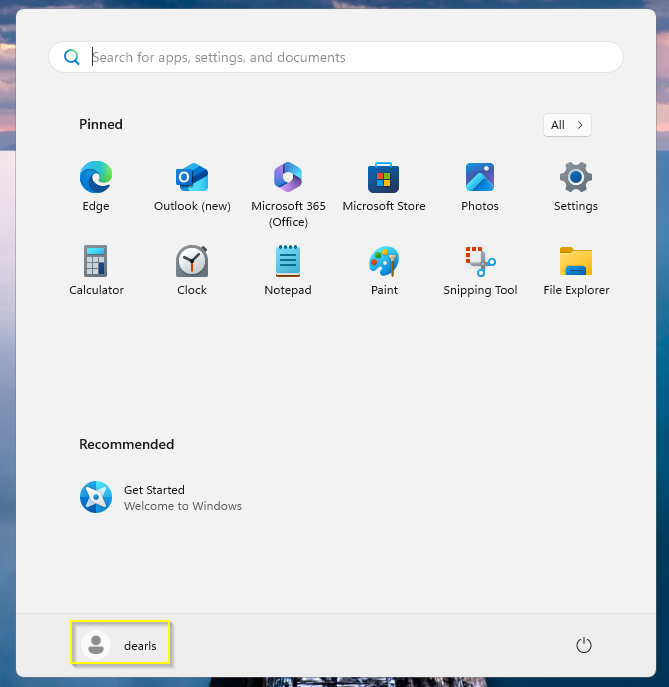 Search for apps, settings, and documents
Pinned
All
Edge
Outlook (new)
Microsoft 365
(Office)
Microsoft Store
Photos
Settings
Calculator
Clock
Notepad
Paint
Snipping Tool
File Explorer
Recommended
Get Started
Welcome to Windows
dearls